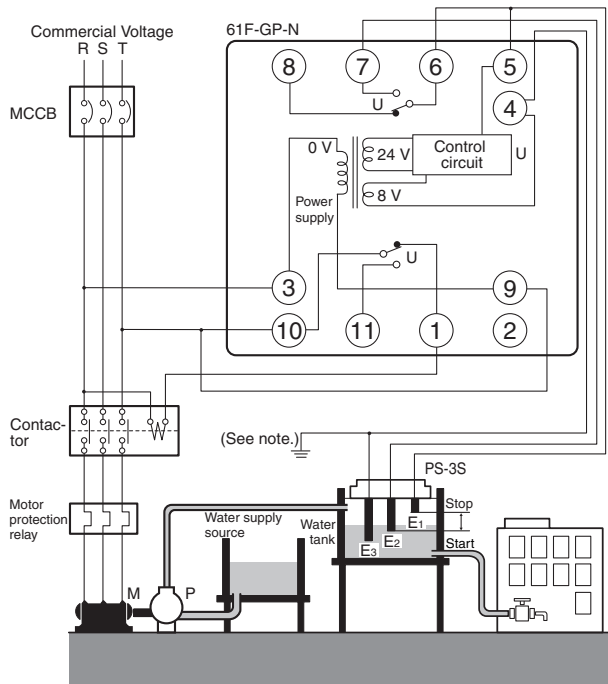 Commercial Voltage
R S T
MCCB
61F-GP-N
8
7
6
5
4
U
0 V
24 V
8 V
Control
circuit
U
Power
supply
U
3
9
10
11
1
2
Contac-
tor
(See note.)
PS-3S
Motor
protection
relay
Water supply
source
Water
tank
Stop
E1
E2
E3
Start
M
P